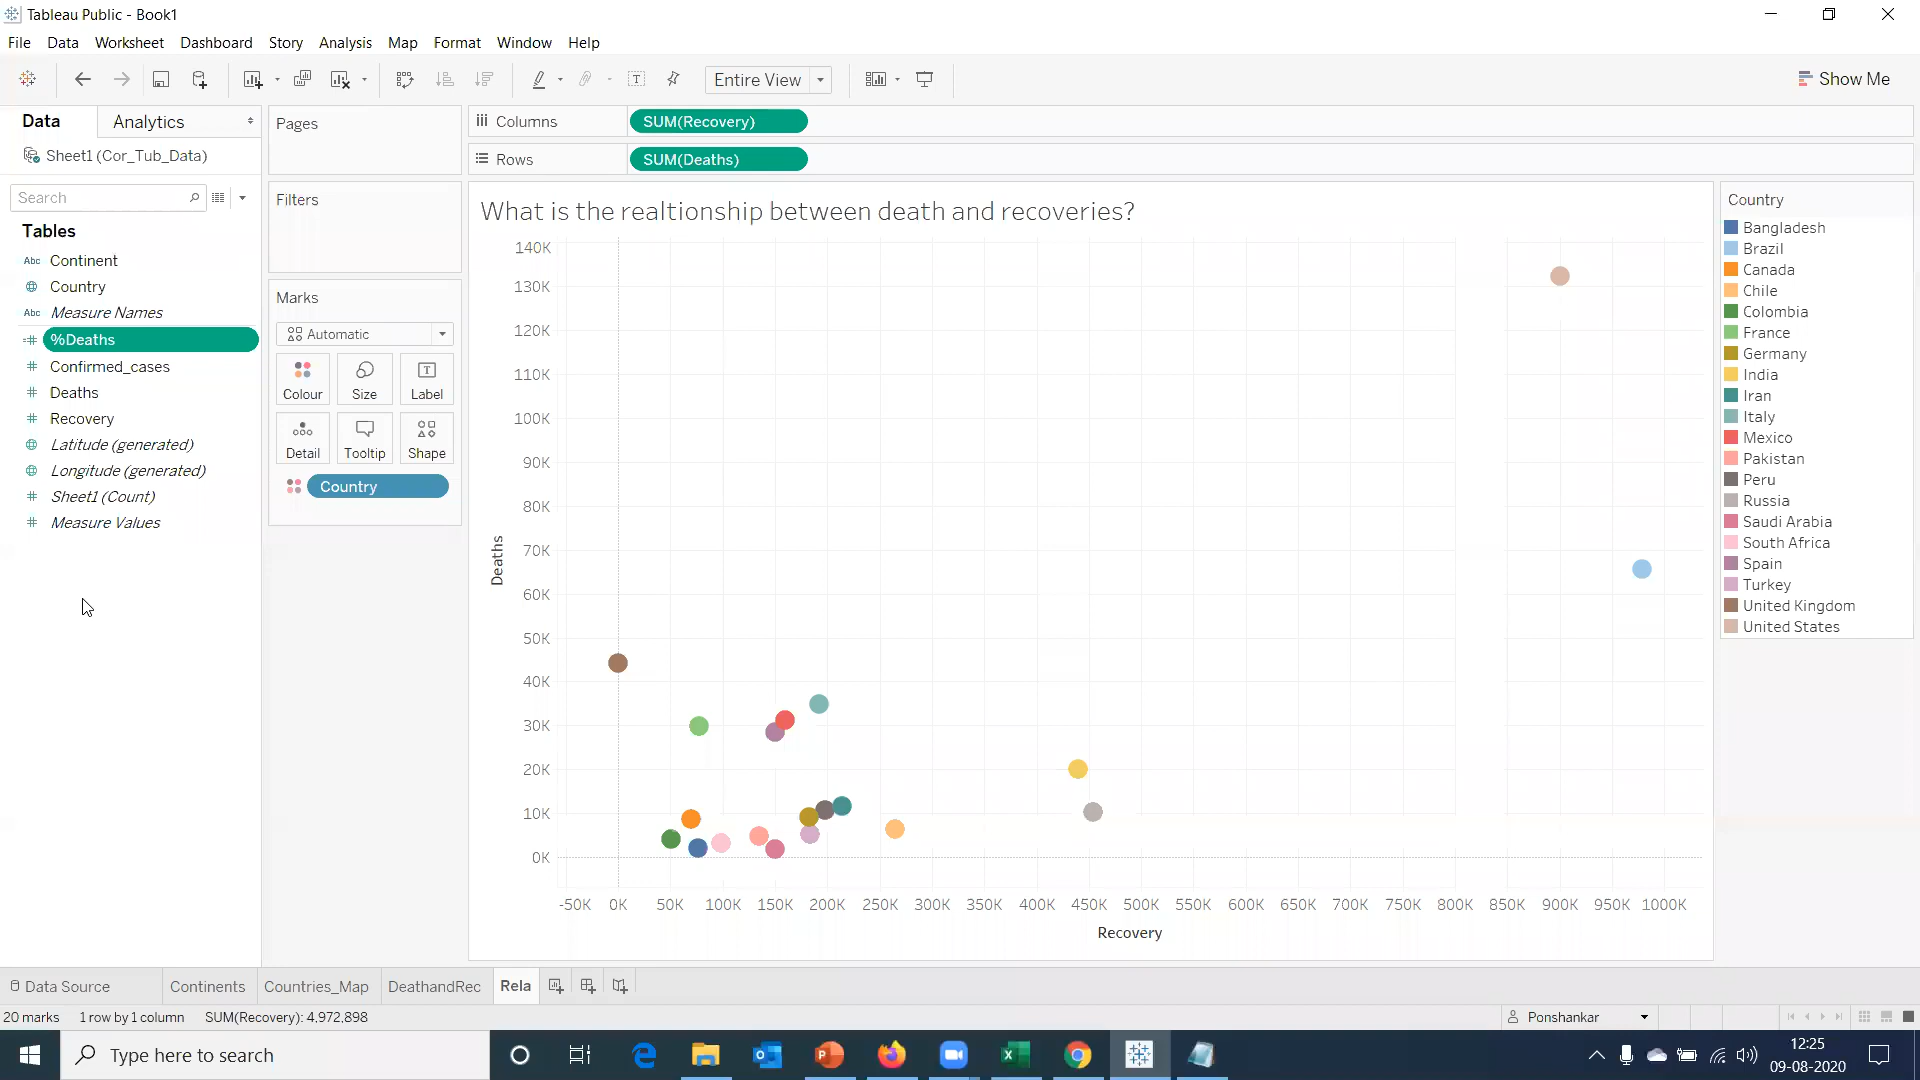 Tableau Public - Book1
File Data Worksheet Dashboard Story Analysis Map Format Window Help
Entire View
Show Me
Data Analytics
Sheet1 (Cor_Tub_Data)
Search
Tables
Abc Continent
Country
Abc Measure Names
%Deaths
Confirmed_cases
Deaths
Recovery
Latitude (generated)
Longitude (generated)
Sheet1 (Count)
Measure Values
Pages
Filters
Marks
Automatic
Colour Size Label
Detail Tooltip Shape
Country
Columns SUM(Recovery)
Rows SUM(Deaths)
What is the realtionship between death and recoveries?
140K
130K
120K
110K
100K
90K
80K
70K
60K
50K
40K
30K
20K
10K
0K
Deaths
-50K 0K 50K 100K 150K 200K 250K 300K 350K 400K 450K 500K 550K 600K 650K 700K 750K 800K 850K 900K 950K 1000K
Recovery
Country
Bangladesh
Brazil
Canada
Chile
Colombia
France
Germany
India
Iran
Italy
Mexico
Pakistan
Peru
Russia
Saudi Arabia
South Africa
Spain
Turkey
United Kingdom
United States
Data Source Continents Countries_Map DeathandRec Rela
20 marks 1 row by 1 column SUM(Recovery): 4,972,898
Ponshankar
Type here to search
12:25
09-08-2020